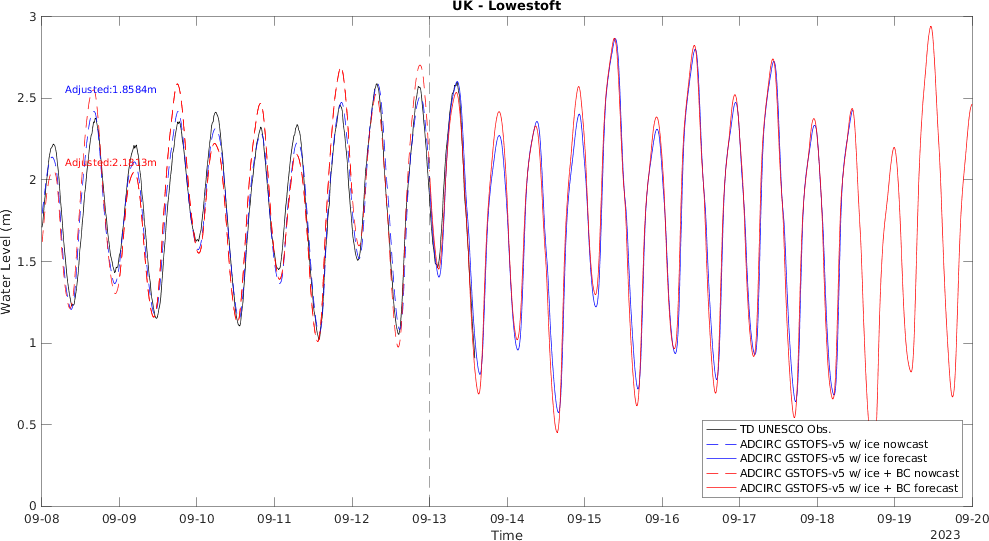 UK - Lowestoft
3
2.5
2
1.5
1
0.5
0
Water Level (m)
Adjusted:1.8584m
TD UNESCO Obs.
ADCIRC GSTOFS-v5 w/ ice nowcast
ADCIRC GSTOFS-v5 w/ ice forecast
ADCIRC GSTOFS-v5 w/ ice + BC nowcast
ADCIRC GSTOFS-v5 w/ ice + BC forecast
09-08 09-09 09-10 09-11 09-12 09-13 09-14 09-15 09-16 09-17 09-18 09-19 09-20
Time
2023